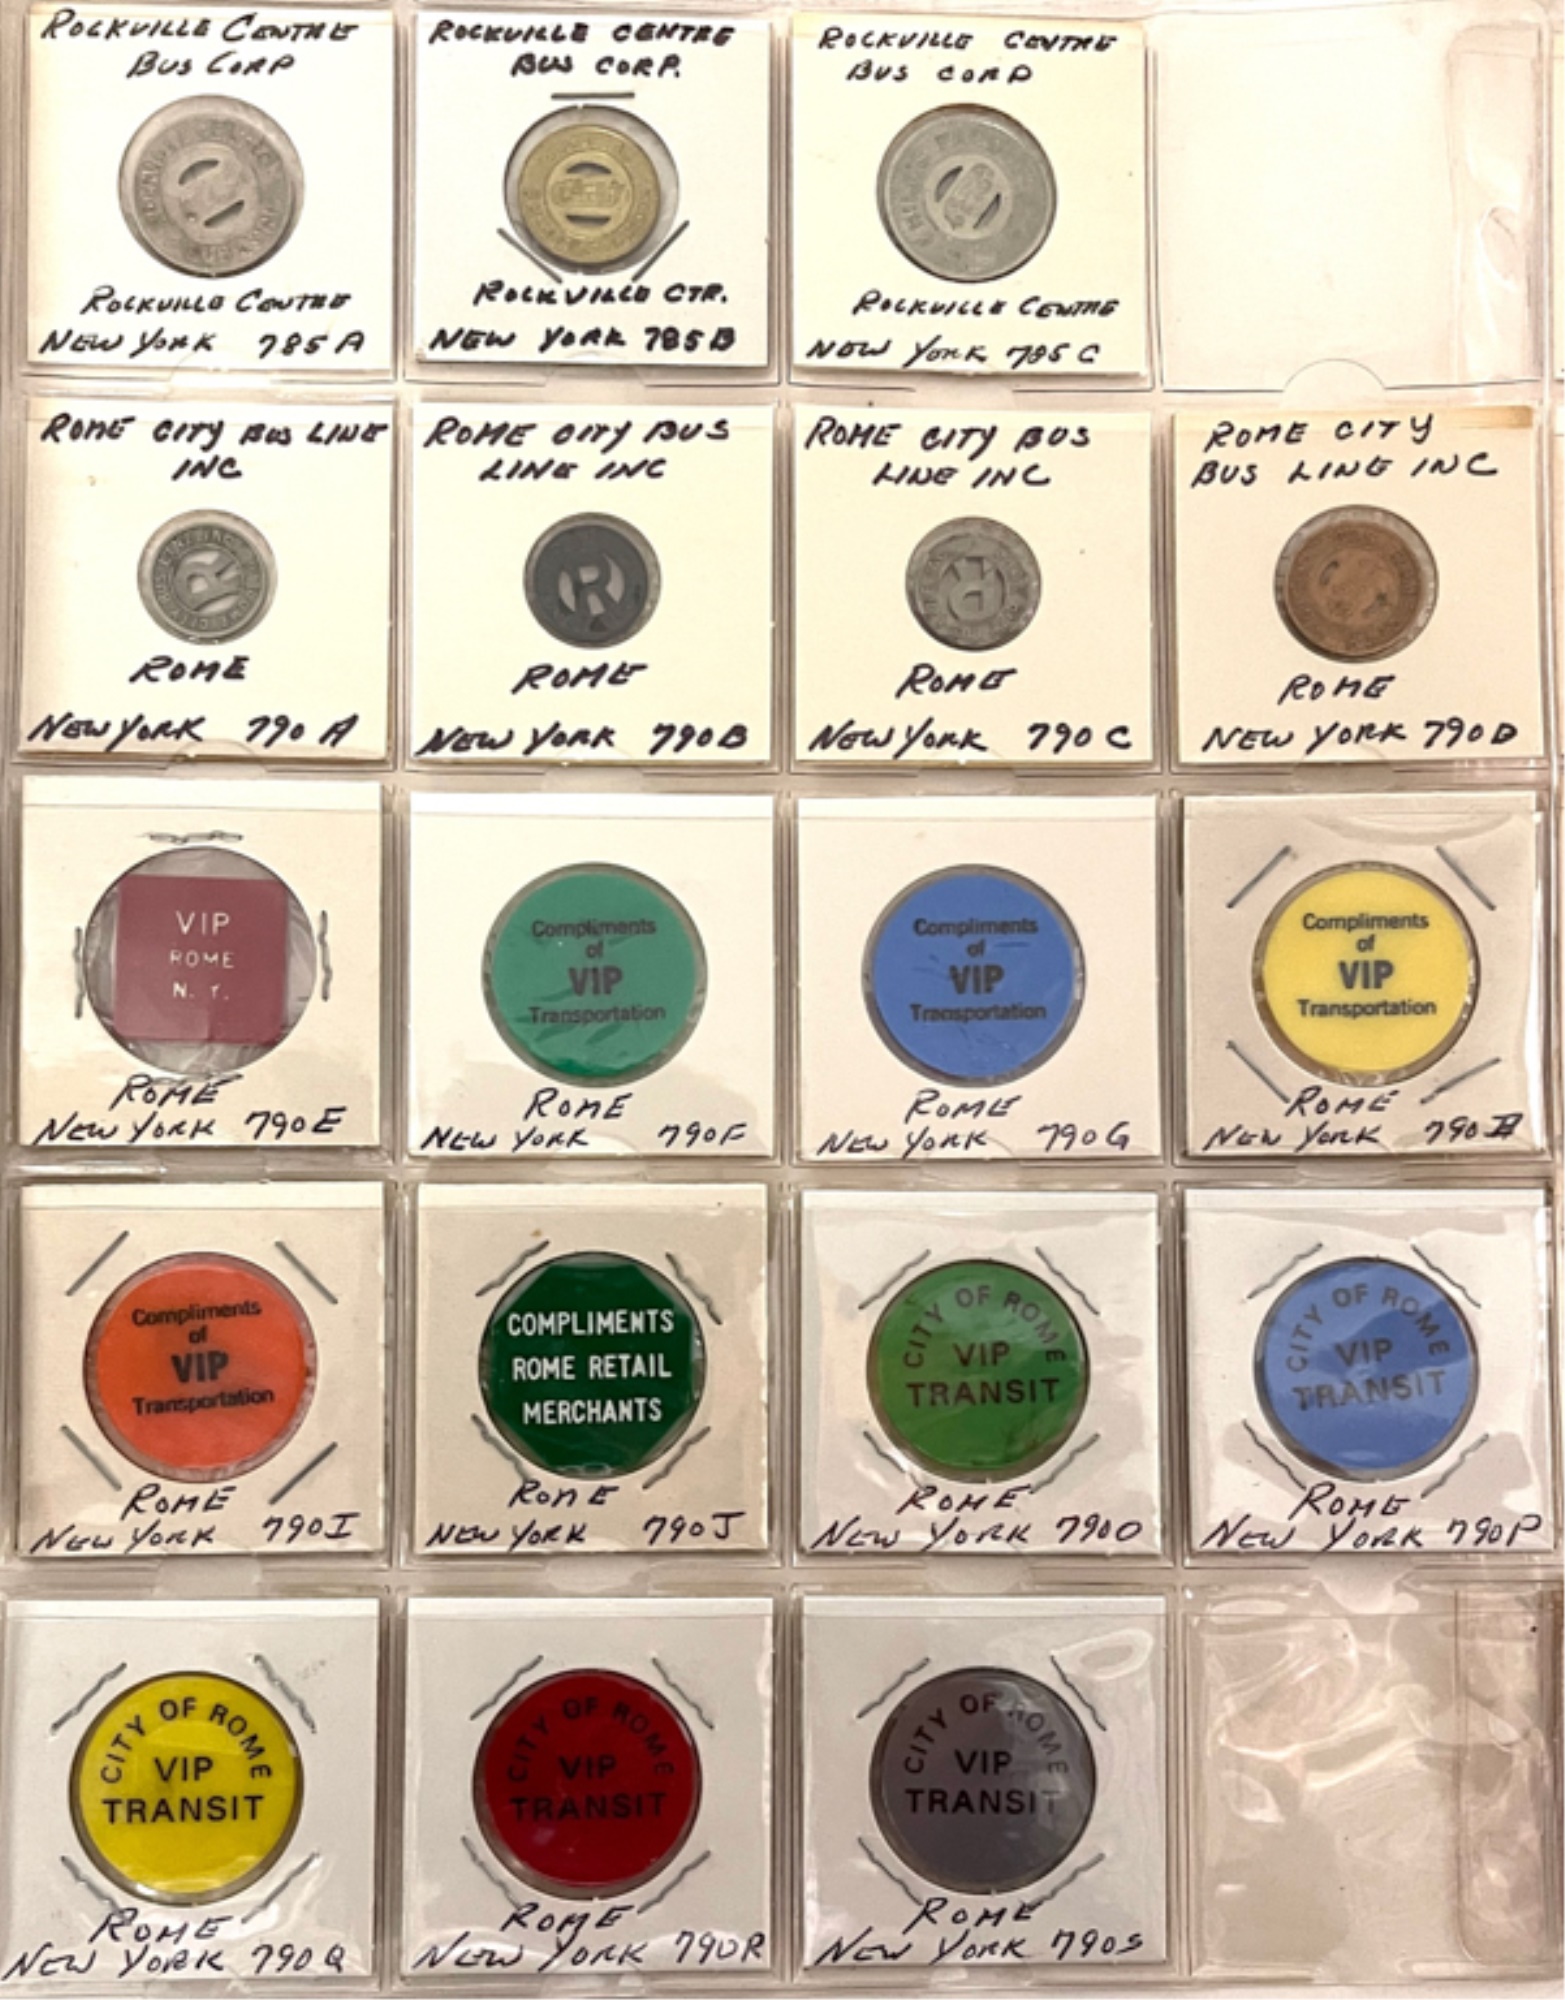 ROCKVILLE CENTRE
BUS CORP
ROCKVILLE CENTRE
NEW YORK 785A
ROCKVILLE CENTRE
BUS CORP.
ROCKVILLE CTR.
NEW YORK 785B
ROCKVILLE CENTRE
BUS CORP
ROCKVILLE CENTRE
NEW YORK 785C
ROME CITY BUS LINE
INC
R
ROME
NEW YORK 790A
ROME CITY BUS
LINE INC
R
ROME
NEW YORK 790B
ROME CITY BUS
LINE INC
R
ROME
NEW YORK 790C
ROME CITY
BUS LINE INC
ROME
NEW YORK 790D
VIP
ROME
N. Y.
ROME
NEW YORK 790E
Compliments
of
VIP
Transportation
ROME
NEW YORK 790F
Compliments
of
VIP
Transportation
ROME
NEW YORK 790G
Compliments
of
VIP
Transportation
ROME
NEW YORK 790H
Compliments
of
VIP
Transportation
ROME
NEW YORK 790I
COMPLIMENTS
ROME RETAIL
MERCHANTS
ROME
NEW YORK 790J
CITY OF ROME
VIP
TRANSIT
ROME
NEW YORK 790O
CITY OF ROME
VIP
TRANSIT
ROME
NEW YORK 790P
CITY OF ROME
VIP
TRANSIT
ROME
NEW YORK 790Q
CITY OF ROME
VIP
TRANSIT
ROME
NEW YORK 790R
CITY OF ROME
VIP
TRANSIT
ROME
NEW YORK 790S